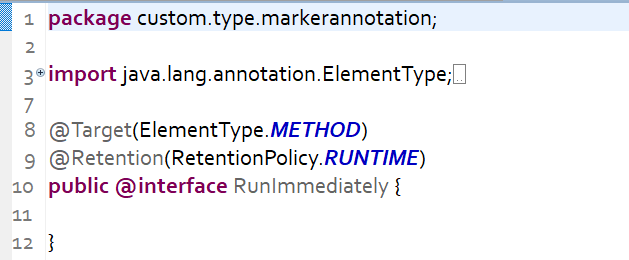 1 package custom.type.markerannotation;
2
3 import java.lang.annotation.ElementType;
7
8 @Target(ElementType.METHOD)
9 @Retention(RetentionPolicy.RUNTIME)
10 public @interface RunImmediately {
11
12 }